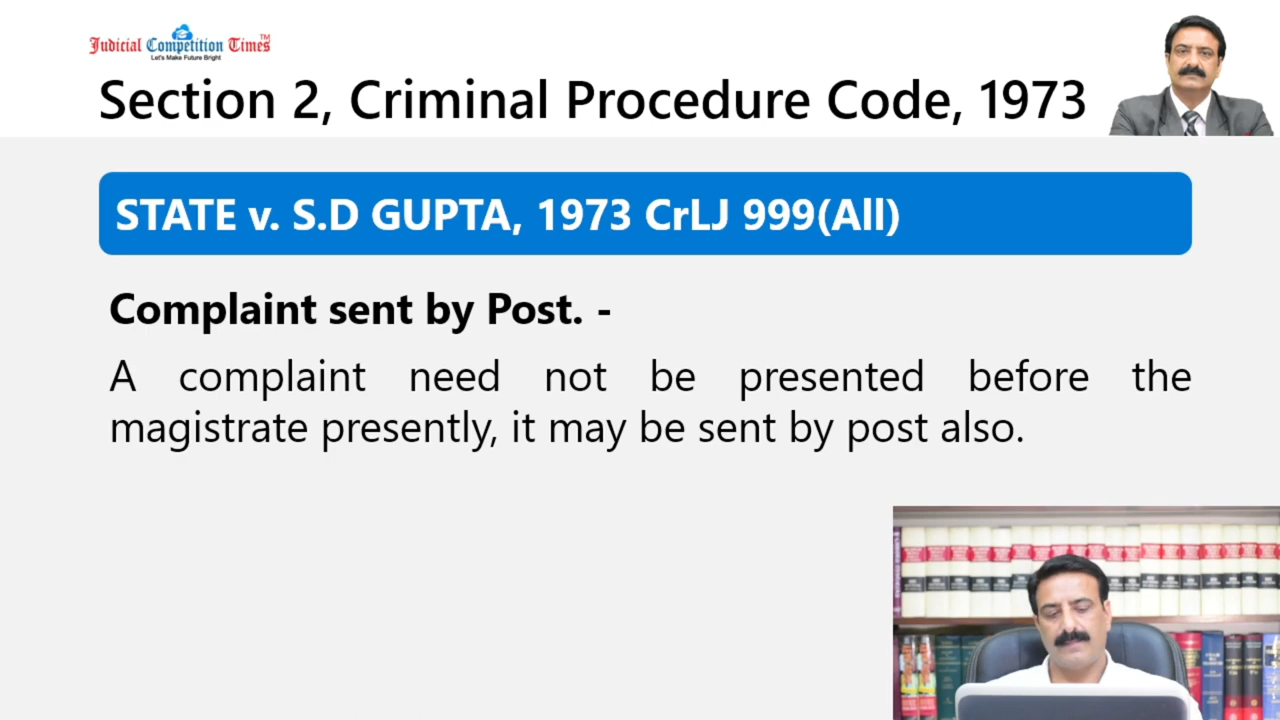 Judicial Competition Times TM
Let's Make Future Bright
Section 2, Criminal Procedure Code, 1973
STATE v. S.D GUPTA, 1973 CrLJ 999(All)
Complaint sent by Post. -
A complaint need not be presented before the
magistrate presently, it may be sent by post also.